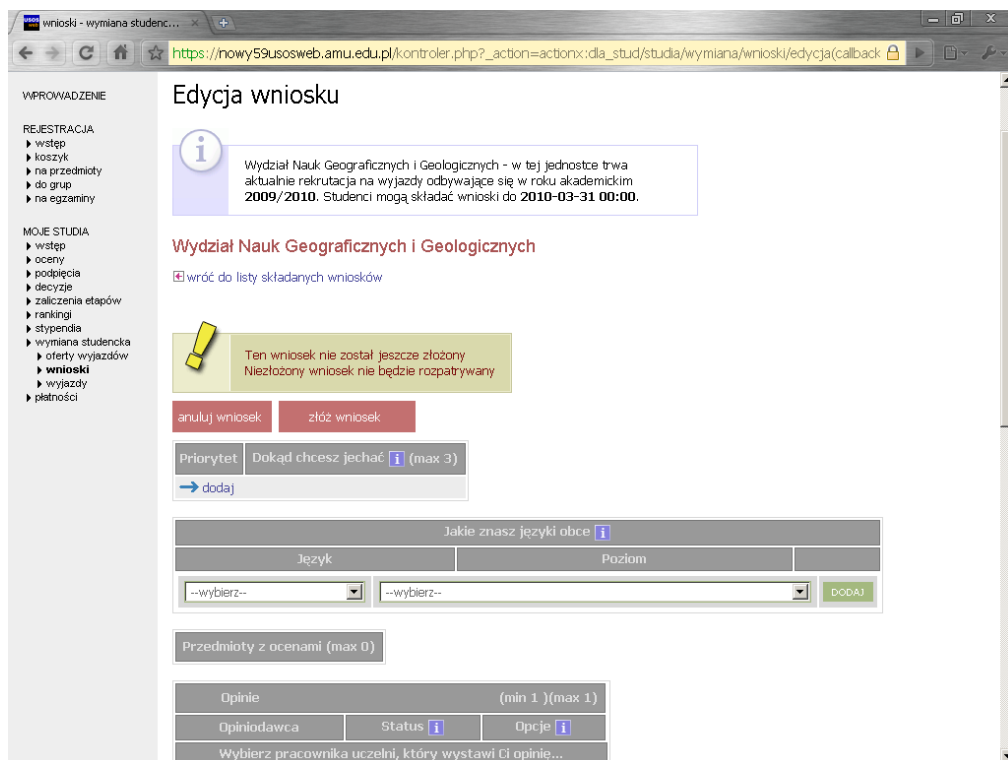 wnioski - wymiana studenc...
https://nowy59usosweb.amu.edu.pl/kontroler.php?_action=actionx:dla_stud/studia/wymiana/wnioski/edycja(callback
WPROWADZENIE
REJESTRACJA
wstęp
koszyk
na przedmioty
do grup
na egzaminy
MOJE STUDIA
wstęp
oceny
podpięcia
decyzje
zaliczenia etapów
rankingi
stypendia
wymiana studencka
oferty wyjazdów
wnioski
wyjazdy
płatności
Edycja wniosku
Wydział Nauk Geograficznych i Geologicznych - w tej jednostce trwa
aktualnie rekrutacja na wyjazdy odbywające się w roku akademickim
2009/2010. Studenci mogą składać wnioski do 2010-03-31 00:00.
Wydział Nauk Geograficznych i Geologicznych
wróć do listy składanych wniosków
Ten wniosek nie został jeszcze złożony
Niezłożony wniosek nie będzie rozpatrywany
anuluj wniosek złóż wniosek
Priorytet Dokąd chcesz jechać i (max 3)
dodaj
Jakie znasz języki obce i
Język Poziom
--wybierz-- --wybierz-- DODAJ
Przedmioty z ocenami (max 0)
Opinie (min 1 )(max 1)
Opiniodawca Status i Opcje i
Wybierz pracownika uczelni, który wystawi Ci opinię...